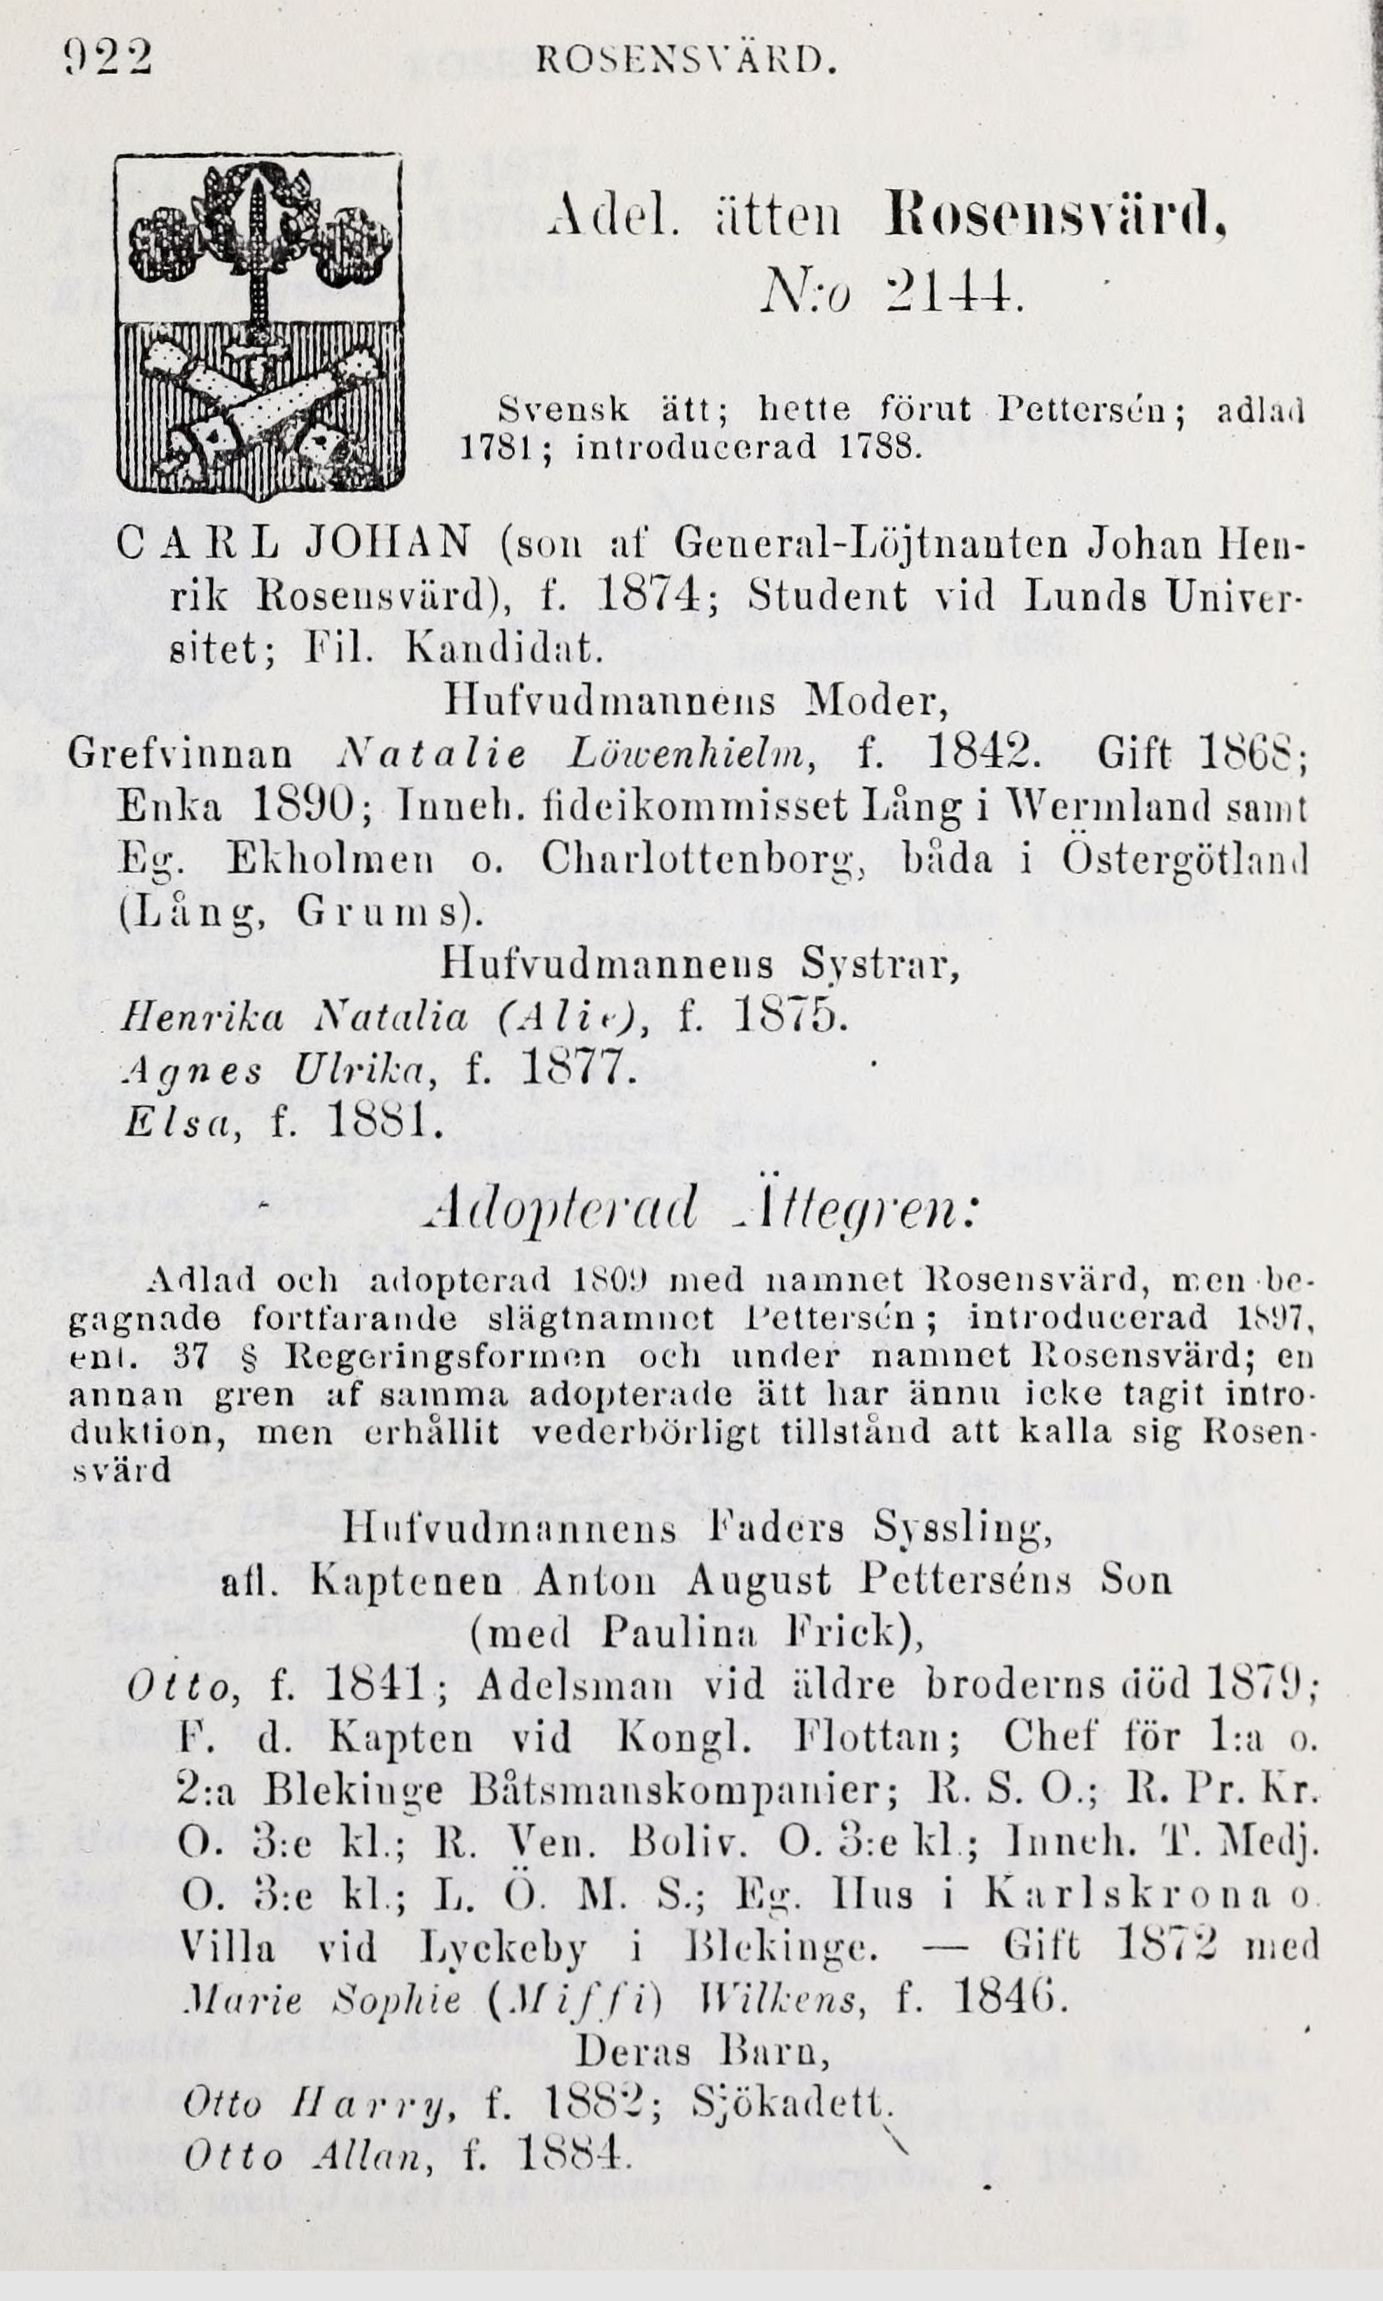 922
ROSENSVÄRD.
Adel. ätten Rosensvärd,
N:o 2144.
Svensk ätt; hette förut Pettersén; adlad
1781; introducerad 1788.
CARL JOHAN (son af General-Löjtnanten Johan Hen-
rik Rosensvärd), f. 1874; Student vid Lunds Univer-
sitet; Fil. Kandidat.
Hufvudmannens Moder,
Grefvinnan Natalie Löwenhielm, f. 1842. Gift 1868;
Enka 1890; Inneh. fideikommisset Lång i Wermland samt
Eg. Ekholmen o. Charlottenborg, båda i Östergötland
(Lång, Grums).
Hufvudmannens Systrar,
Henrika Natalia (Alie), f. 1875.
Agnes Ulrika, f. 1877.
Elsa, f. 1881.
Adopterad Ättegren:
Adlad och adopterad 1809 med namnet Rosensvärd, men be-
gagnade fortfarande slägtnamnet Pettersén; introducerad 1897,
enl. 37 § Regeringsformen och under namnet Rosensvärd; en
annan gren af samma adopterade ätt har ännu icke tagit intro-
duktion, men erhållit vederbörligt tillstånd att kalla sig Rosen-
svärd
Hufvudmannens Faders Syssling,
afl. Kaptenen Anton August Petterséns Son
(med Paulina Frick),
Otto, f. 1841; Adelsman vid äldre broderns död 1879;
F. d. Kapten vid Kongl. Flottan; Chef för 1:a o.
2:a Blekinge Båtsmanskompanier; R. S. O.; R. Pr. Kr.
O. 3:e kl.; R. Ven. Boliv. O. 3:e kl.; Inneh. T. Medj.
O. 3:e kl.; L. Ö. M. S.; Eg. Hus i Karlskrona o.
Villa vid Lyckeby i Blekinge. — Gift 1872 med
Marie Sophie (Miffi) Wilkens, f. 1846.
Deras Barn,
Otto Harry, f. 1882; Sjökadett.
Otto Allan, f. 1884.